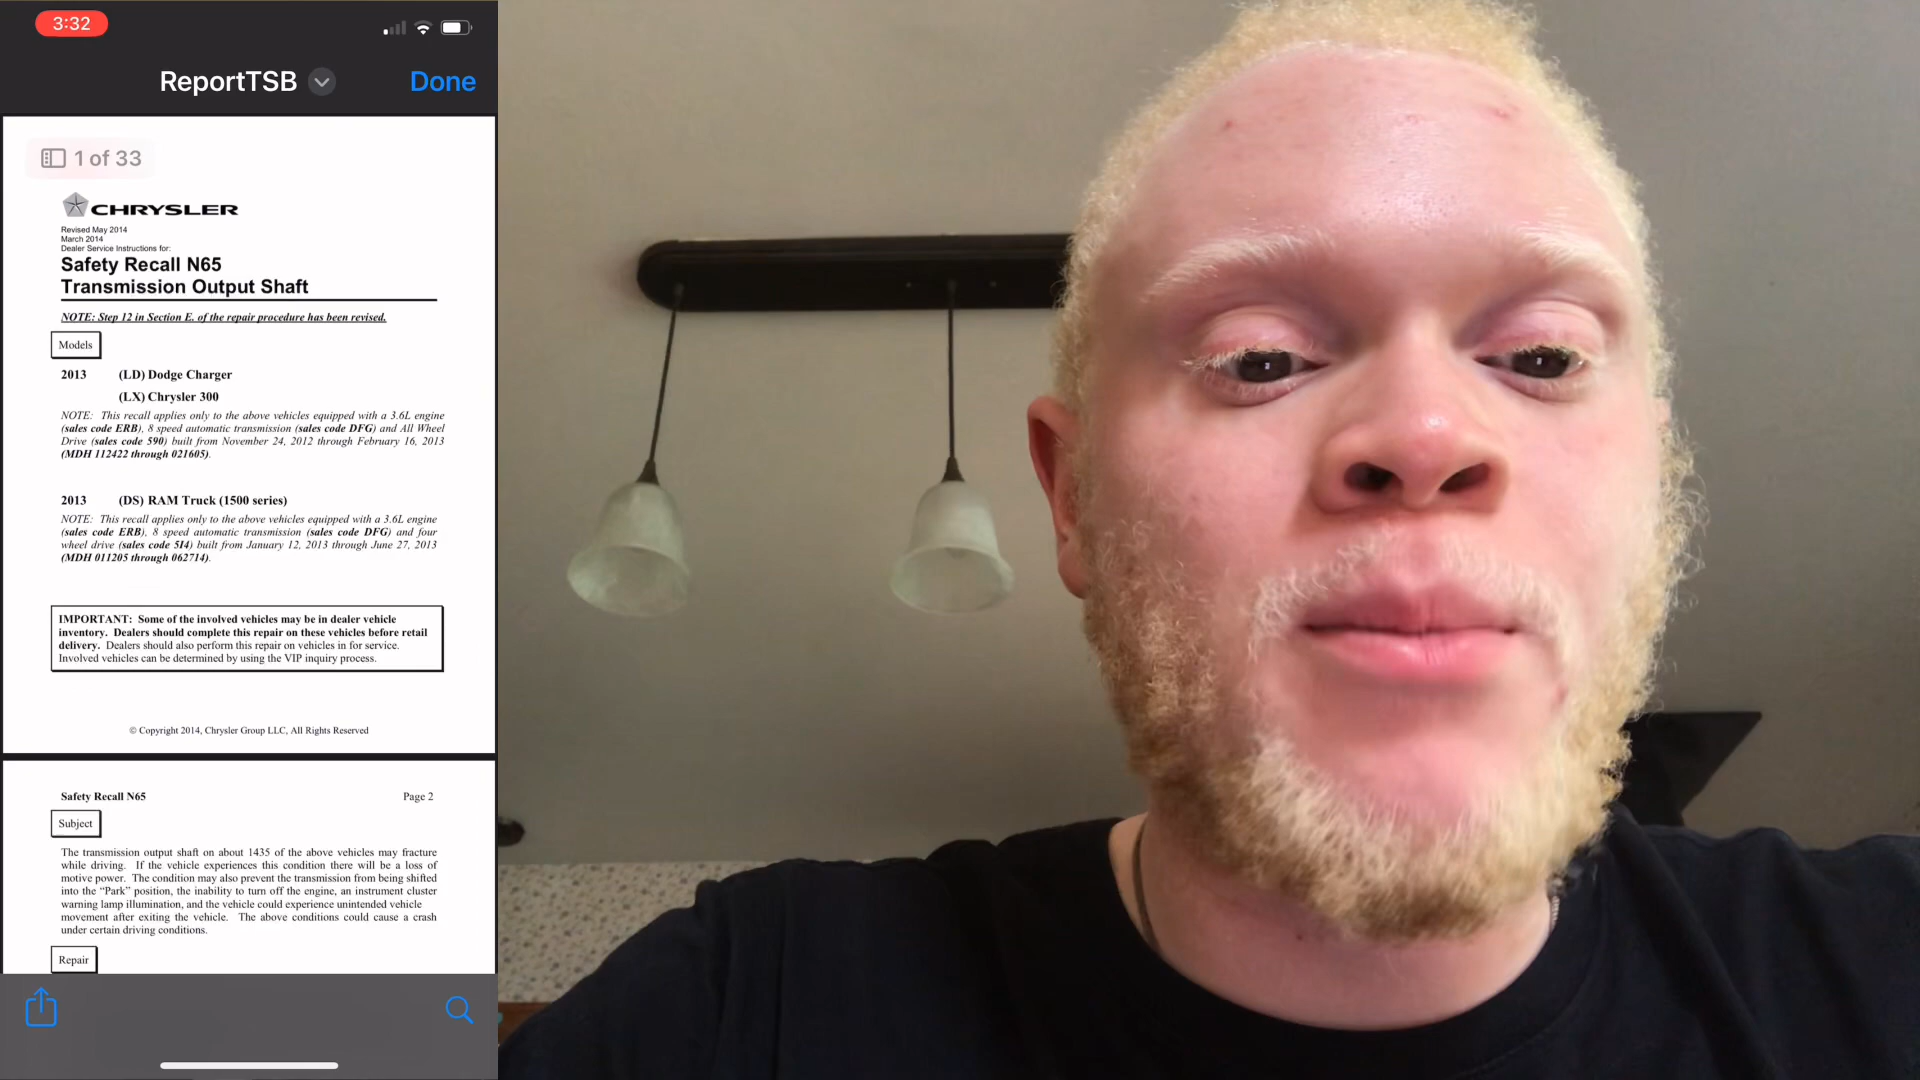 3:32
ReportTSB
Done
1 of 33
CHRYSLER
Revised May 2014
March 2014
Dealer Service Instructions for:
Safety Recall N65
Transmission Output Shaft
NOTE: Step 12 in Section E. of the repair procedure has been revised.
Models
2013 (LD) Dodge Charger
(LX) Chrysler 300
NOTE: This recall applies only to the above vehicles equipped with a 3.6L engine
(sales code ERB), 8 speed automatic transmission (sales code DFG) and All Wheel
Drive (sales code 590) built from November 24, 2012 through February 16, 2013
(MDH 112422 through 021605).
2013 (DS) RAM Truck (1500 series)
NOTE: This recall applies only to the above vehicles equipped with a 3.6L engine
(sales code ERB), 8 speed automatic transmission (sales code DFG) and four
wheel drive (sales code 514) built from January 12, 2013 through June 27, 2013
(MDH 011205 through 062714).
IMPORTANT: Some of the involved vehicles may be in dealer vehicle
inventory. Dealers should complete this repair on these vehicles before retail
delivery. Dealers should also perform this repair on vehicles in for service.
Involved vehicles can be determined by using the VIP inquiry process.
© Copyright 2014, Chrysler Group LLC, All Rights Reserved
Safety Recall N65 Page 2
Subject
The transmission output shaft on about 1435 of the above vehicles may fracture
while driving. If the vehicle experiences this condition there will be a loss of
motive power. The condition may also prevent the transmission from being shifted
into the “Park” position, the inability to turn off the engine, an instrument cluster
warning lamp illumination, and the vehicle could experience unintended vehicle
movement after exiting the vehicle. The above conditions could cause a crash
under certain driving conditions.
Repair